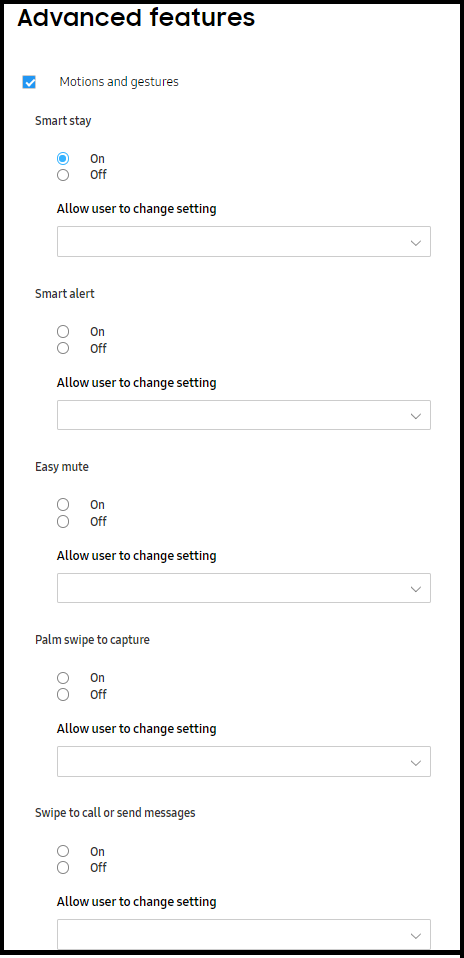 Advanced features
Motions and gestures
Smart stay
On
Off
Allow user to change setting
Smart alert
On
Off
Allow user to change setting
Easy mute
On
Off
Allow user to change setting
Palm swipe to capture
On
Off
Allow user to change setting
Swipe to call or send messages
On
Off
Allow user to change setting